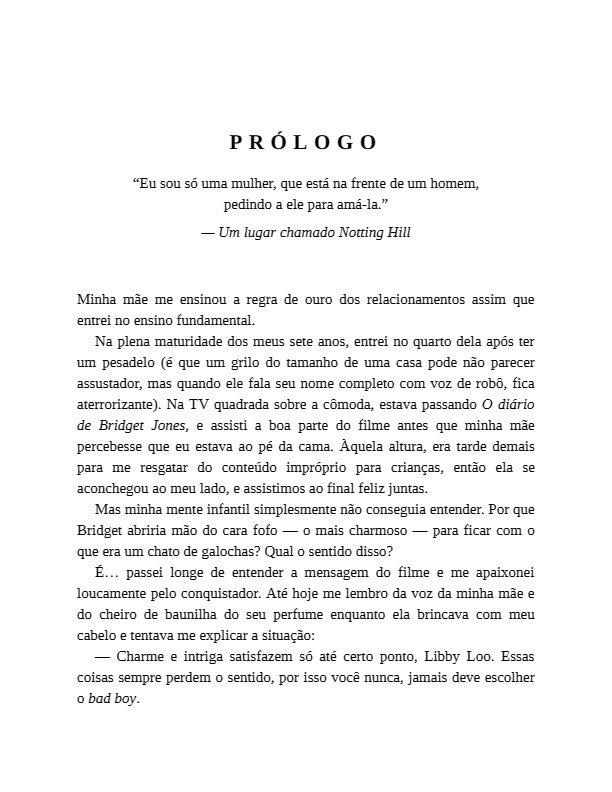 PRÓLOGO
“Eu sou só uma mulher, que está na frente de um homem,
pedindo a ele para amá-la.”
— Um lugar chamado Notting Hill
Minha mãe me ensinou a regra de ouro dos relacionamentos assim que
entrei no ensino fundamental.
Na plena maturidade dos meus sete anos, entrei no quarto dela após ter
um pesadelo (é que um grilo do tamanho de uma casa pode não parecer
assustador, mas quando ele fala seu nome completo com voz de robô, fica
aterrorizante). Na TV quadrada sobre a cômoda, estava passando O diário
de Bridget Jones, e assisti a boa parte do filme antes que minha mãe
percebesse que eu estava ao pé da cama. Àquela altura, era tarde demais
para me resgatar do conteúdo impróprio para crianças, então ela se
aconchegou ao meu lado, e assistimos ao final feliz juntas.
Mas minha mente infantil simplesmente não conseguia entender. Por que
Bridget abriria mão do cara fofo — o mais charmoso — para ficar com o
que era um chato de galochas? Qual o sentido disso?
É… passei longe de entender a mensagem do filme e me apaixonei
loucamente pelo conquistador. Até hoje me lembro da voz da minha mãe e
do cheiro de baunilha do seu perfume enquanto ela brincava com meu
cabelo e tentava me explicar a situação:
— Charme e intriga satisfazem só até certo ponto, Libby Loo. Essas
coisas sempre perdem o sentido, por isso você nunca, jamais deve escolher
o bad boy.